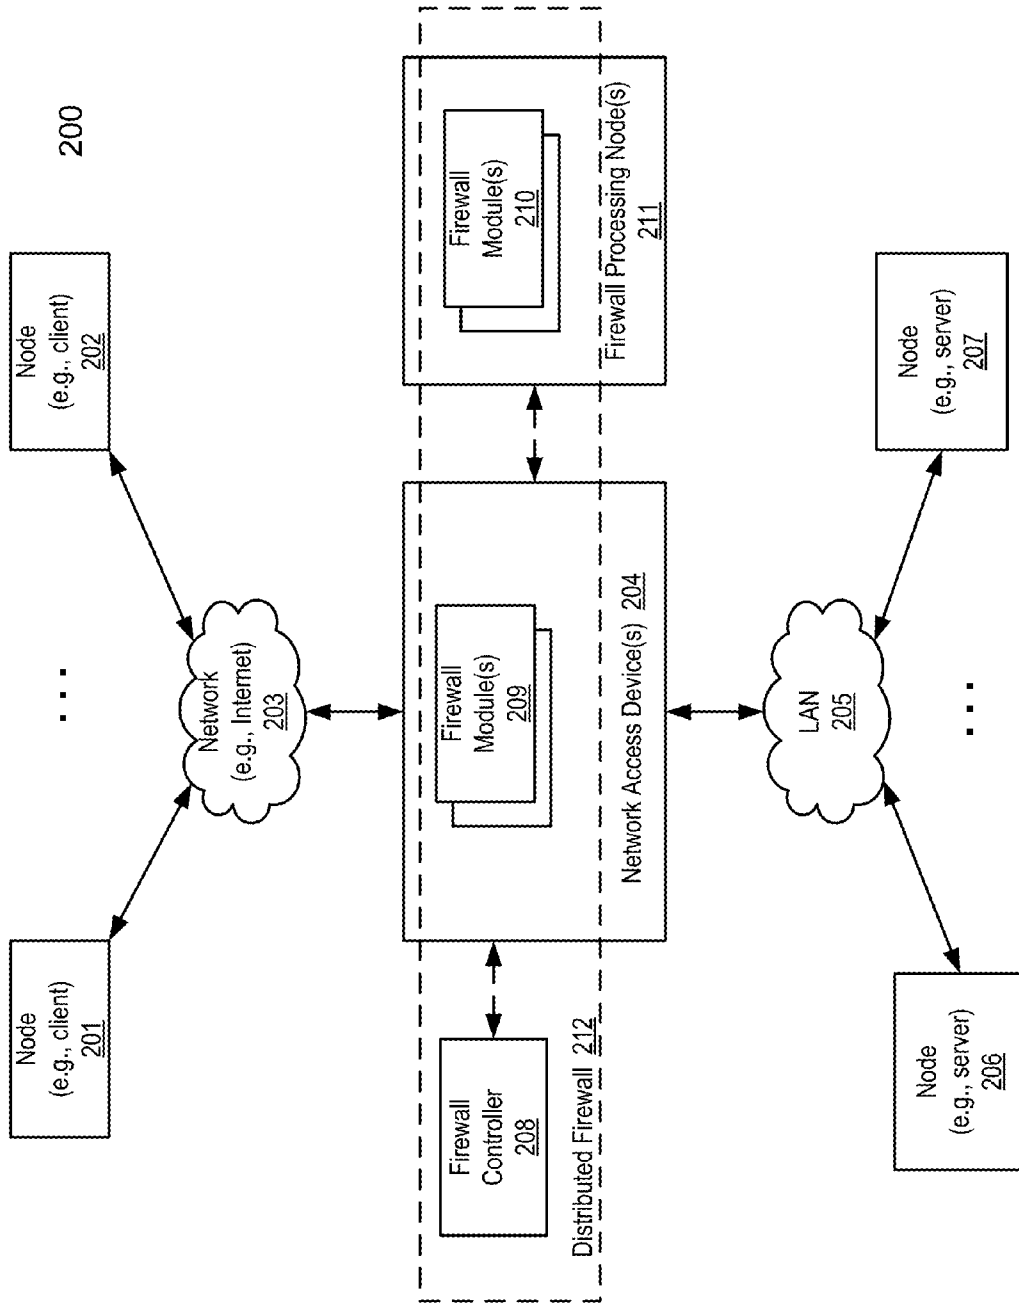 200
Node
(e.g., client)
201
Node
(e.g., client)
202
. . .
Network
(e.g., Internet)
203
Firewall
Controller
208
Distributed Firewall 212
Firewall
Module(s)
209
Network Access Device(s) 204
Firewall
Module(s)
210
Firewall Processing Node(s)
211
LAN
205
Node
(e.g., server)
206
. . .
Node
(e.g., server)
207